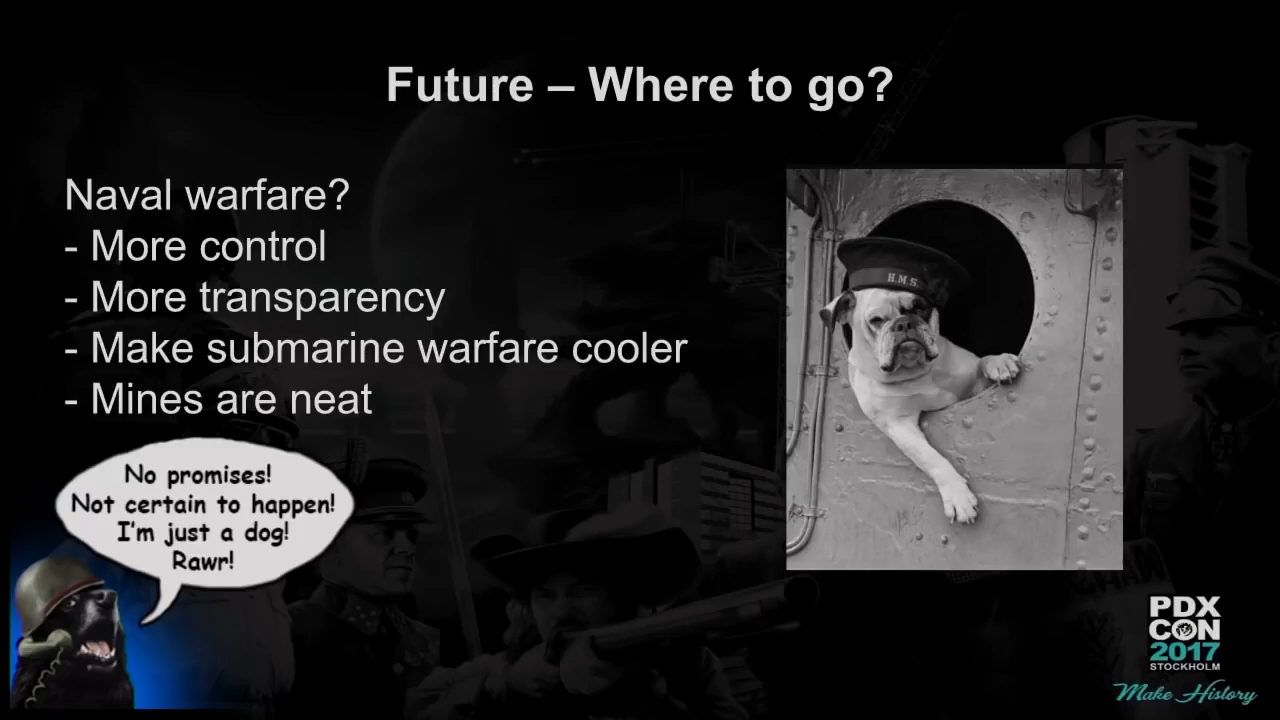 Future – Where to go?
Naval warfare?
- More control
- More transparency
- Make submarine warfare cooler
- Mines are neat
H.M.S.
No promises!
Not certain to happen!
I'm just a dog!
Rawr!
PDX
CON
2017
STOCKHOLM
Make History